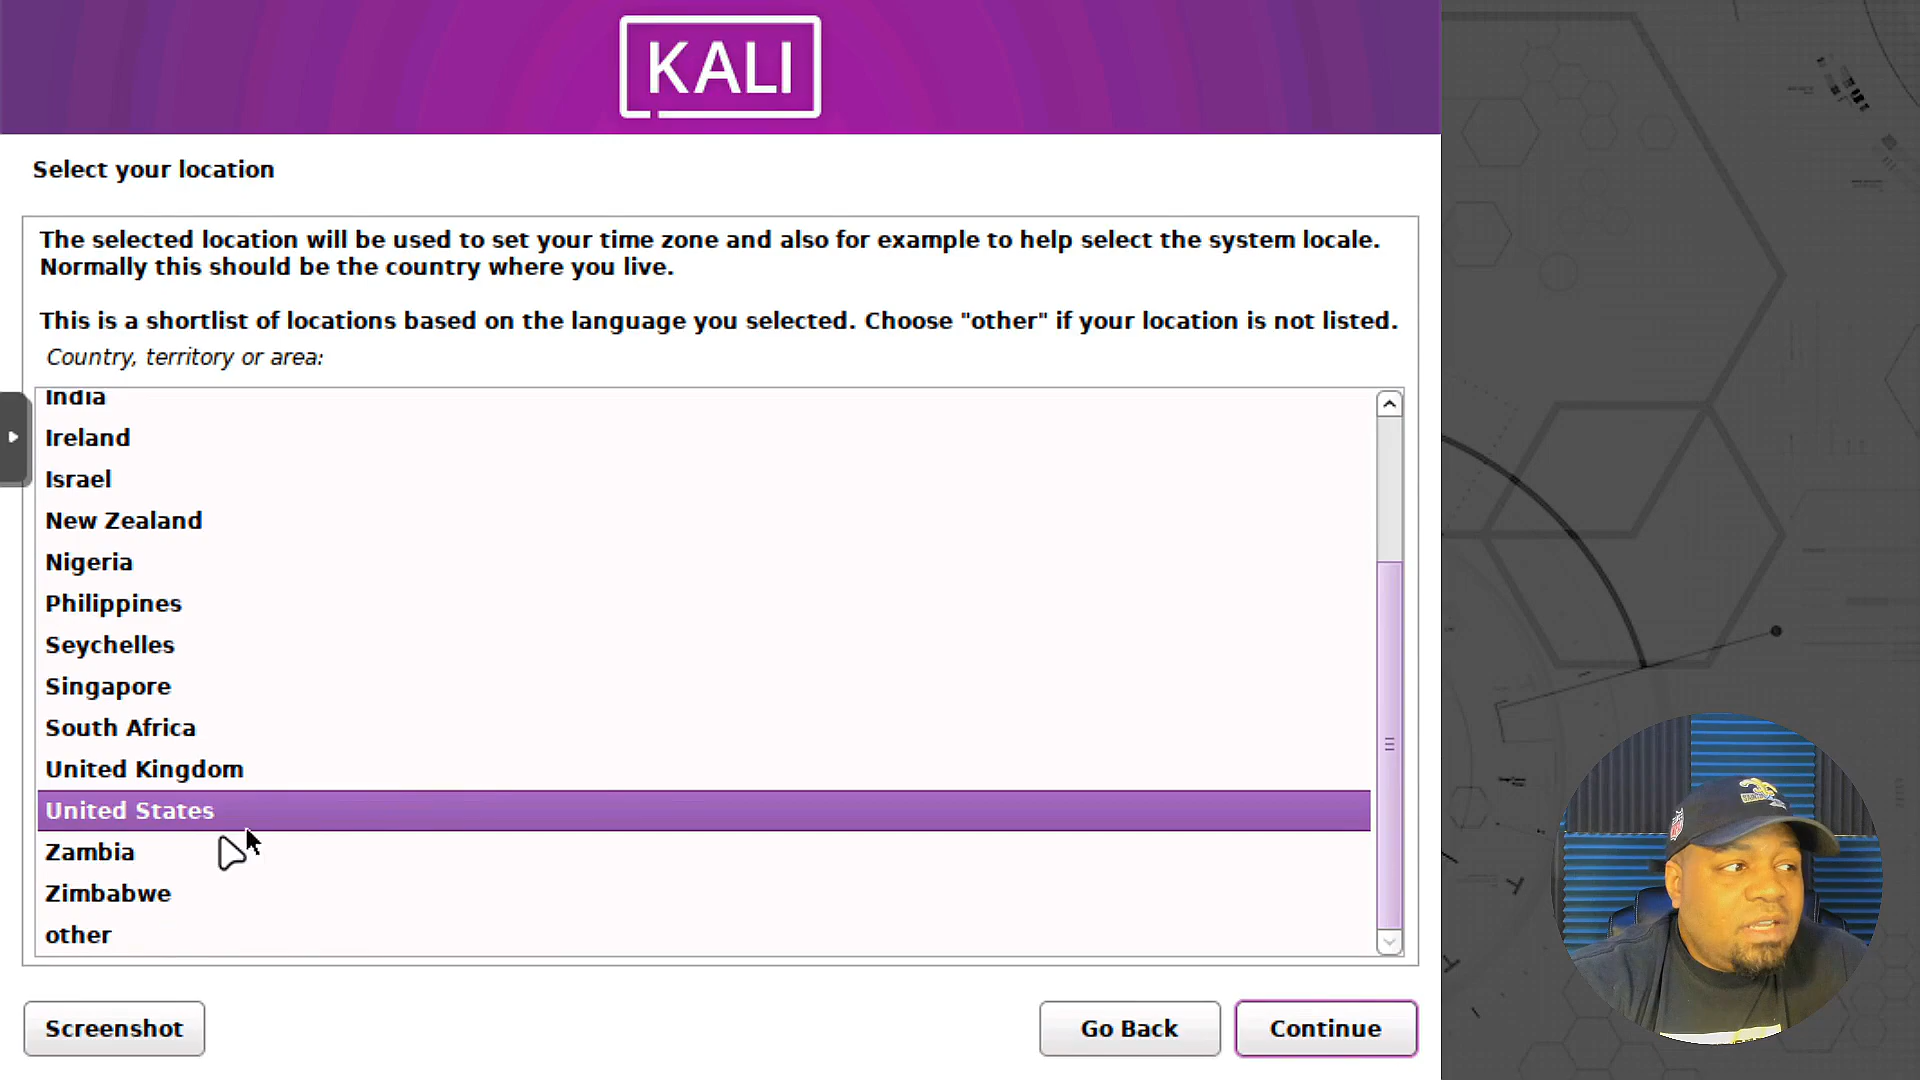 KALI
Select your location
The selected location will be used to set your time zone and also for example to help select the system locale.
Normally this should be the country where you live.
This is a shortlist of locations based on the language you selected. Choose "other" if your location is not listed.
Country, territory or area:
India
Ireland
Israel
New Zealand
Nigeria
Philippines
Seychelles
Singapore
South Africa
United Kingdom
United States
Zambia
Zimbabwe
other
Screenshot
Go Back
Continue